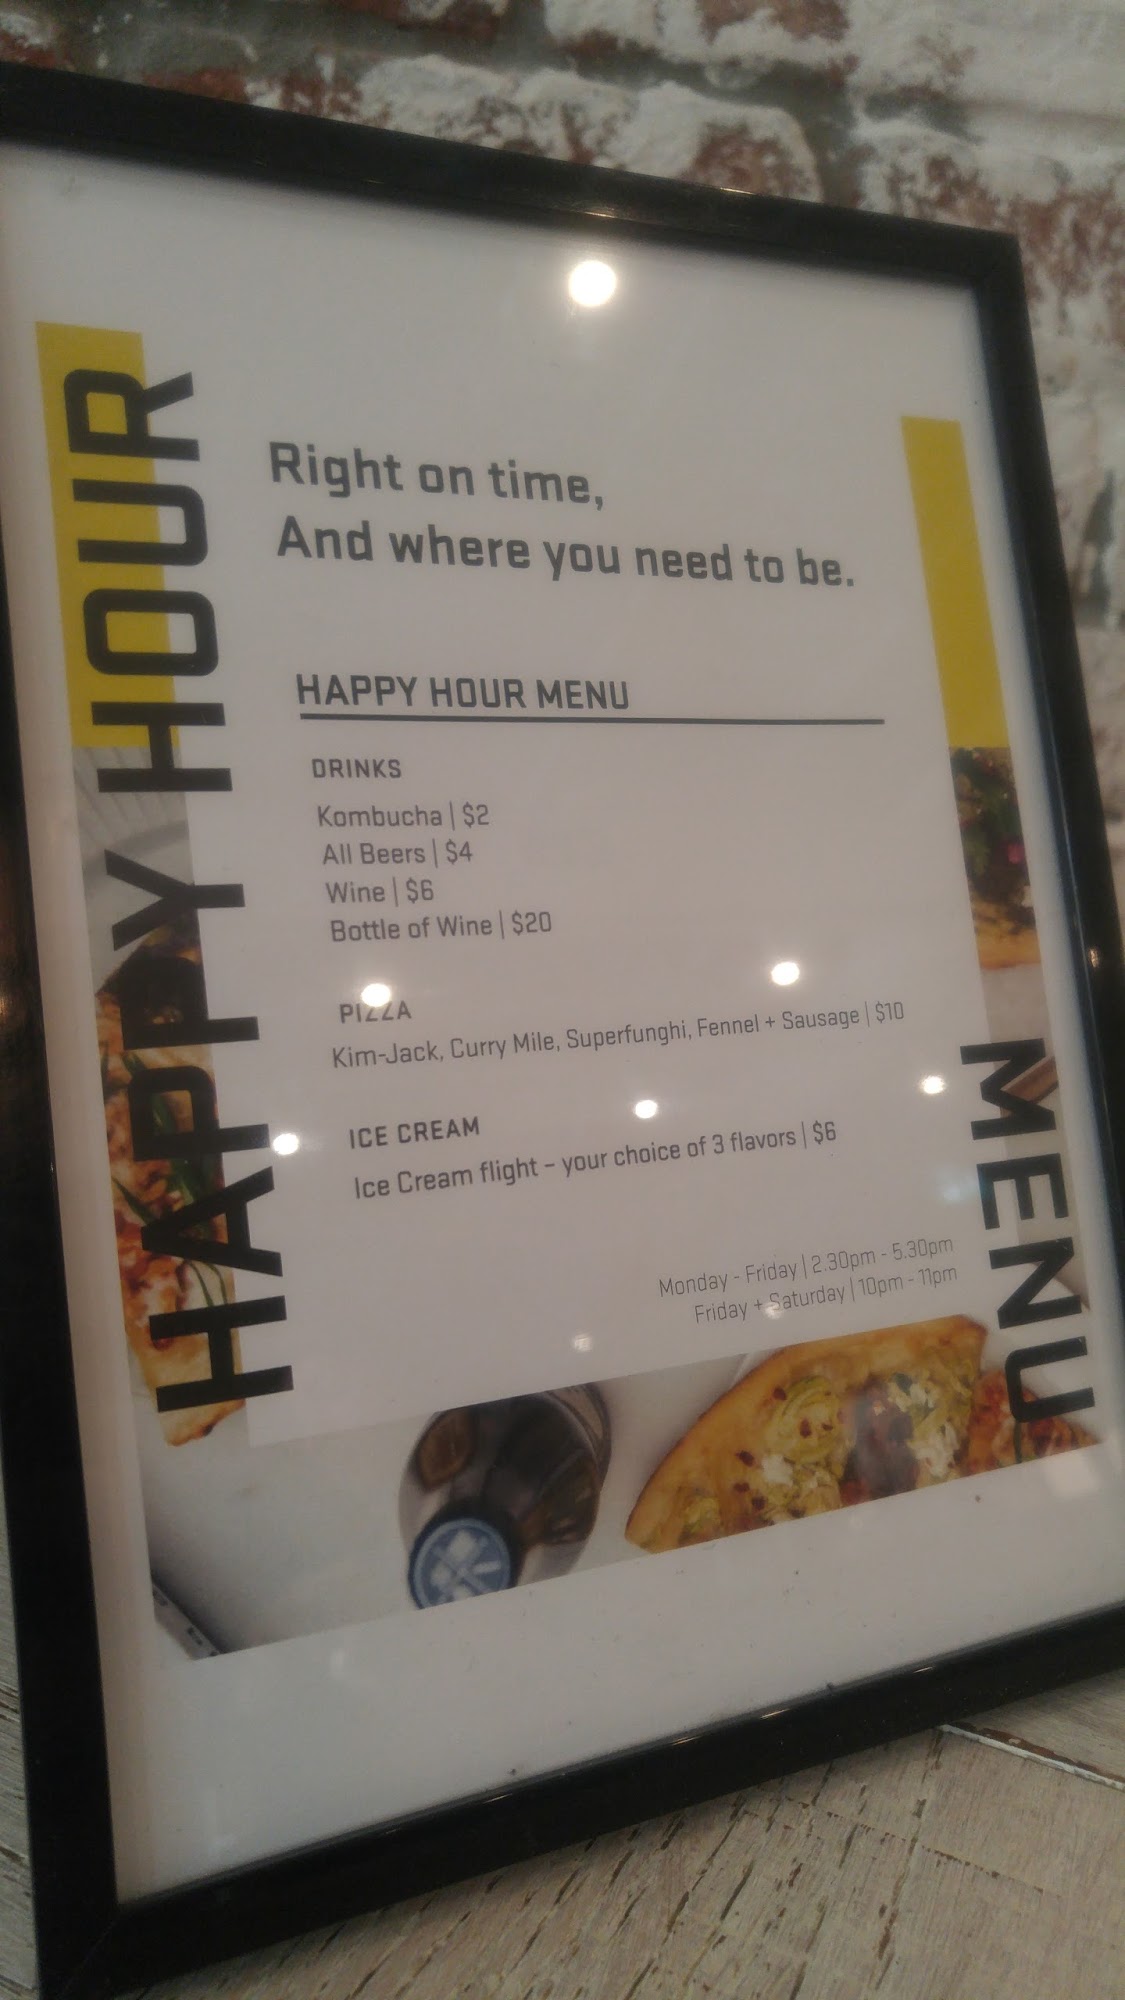 HAPPY HOUR
Right on time,
And where you need to be.
HAPPY HOUR MENU
DRINKS
Kombucha | $2
All Beers | $4
Wine | $6
Bottle of Wine | $20
PIZZA
Kim-Jack, Curry Mile, Superfunghi, Fennel + Sausage | $10
ICE CREAM
Ice Cream flight – your choice of 3 flavors | $6
Monday - Friday | 2.30pm - 5.30pm
Friday + Saturday | 10pm - 11pm
MENU